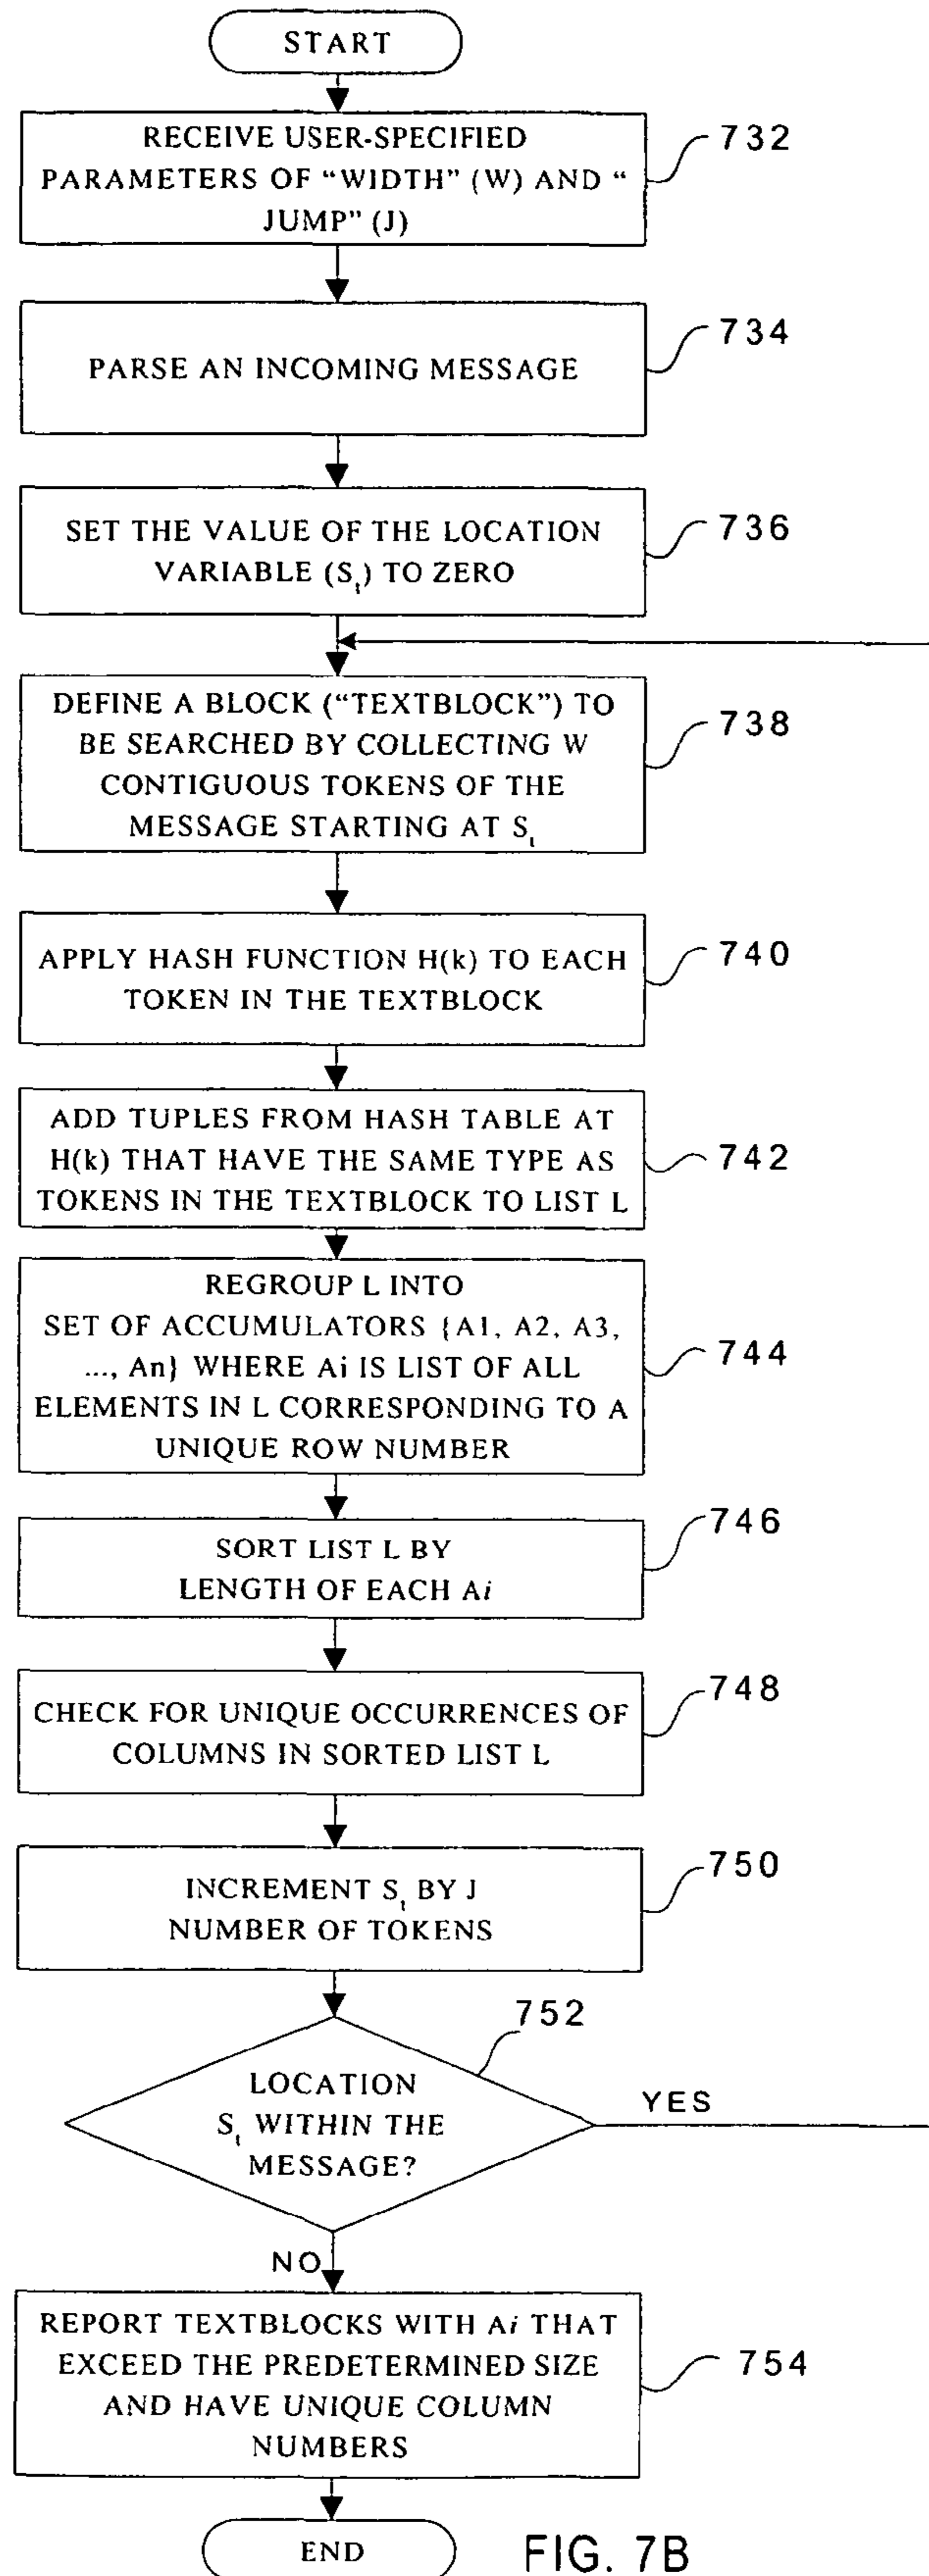 START
RECEIVE USER-SPECIFIED
PARAMETERS OF “WIDTH” (W) AND “
JUMP” (J)
732
PARSE AN INCOMING MESSAGE
734
SET THE VALUE OF THE LOCATION
VARIABLE (St) TO ZERO
736
DEFINE A BLOCK (“TEXTBLOCK”) TO
BE SEARCHED BY COLLECTING W
CONTIGUOUS TOKENS OF THE
MESSAGE STARTING AT St
738
APPLY HASH FUNCTION H(k) TO EACH
TOKEN IN THE TEXTBLOCK
740
ADD TUPLES FROM HASH TABLE AT
H(k) THAT HAVE THE SAME TYPE AS
TOKENS IN THE TEXTBLOCK TO LIST L
742
REGROUP L INTO
SET OF ACCUMULATORS {A1, A2, A3,
..., An} WHERE Ai IS LIST OF ALL
ELEMENTS IN L CORRESPONDING TO A
UNIQUE ROW NUMBER
744
SORT LIST L BY
LENGTH OF EACH Ai
746
CHECK FOR UNIQUE OCCURRENCES OF
COLUMNS IN SORTED LIST L
748
INCREMENT St BY J
NUMBER OF TOKENS
750
752
LOCATION
St WITHIN THE
MESSAGE?
YES
NO
REPORT TEXTBLOCKS WITH Ai THAT
EXCEED THE PREDETERMINED SIZE
AND HAVE UNIQUE COLUMN
NUMBERS
754
END
FIG. 7B